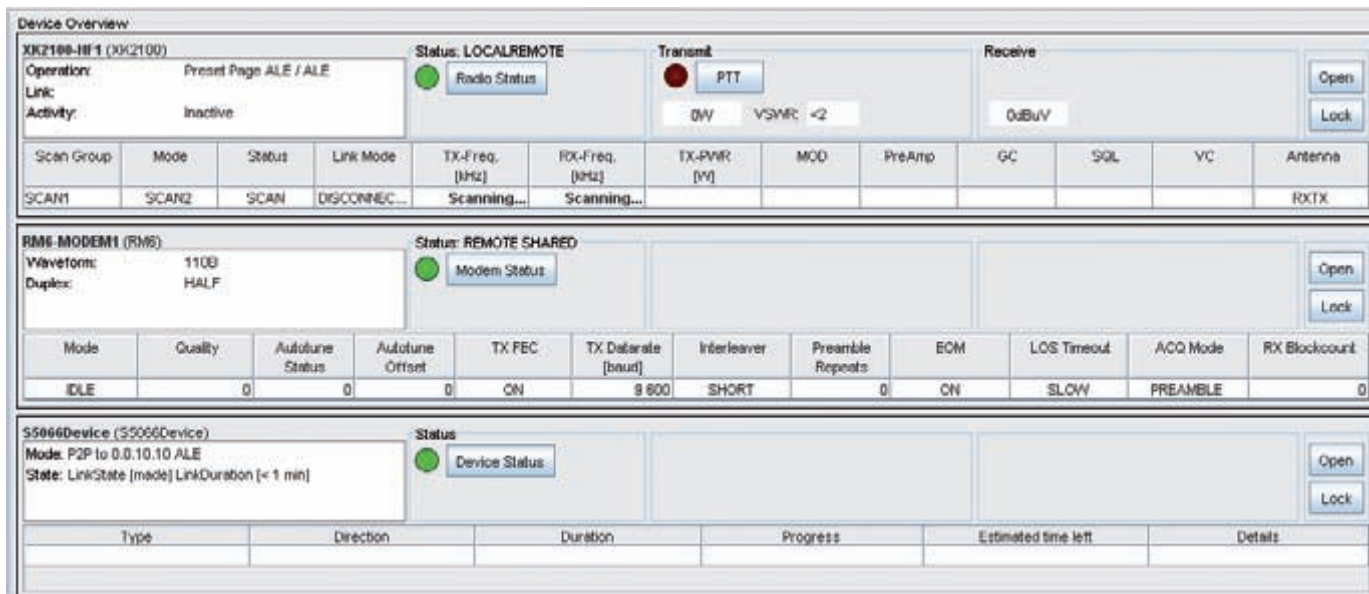 Device Overview
XK2100-HF1 (XK2100)
Operation: Preset Page ALE / ALE
Link:
Activity: Inactive
Status: LOCALREMOTE
Radio Status
Transmit
PTT
0W VSWR: <2
Receive
0dBuV
Open
Lock
Scan Group Mode Status Link Mode TX-Freq. [kHz] RX-Freq. [kHz] TX-PWR [W] MOD PreAmp GC SQL VC Antenna
SCAN1 SCAN2 SCAN DISCONNEC... Scanning... Scanning... RXTX
RM6-MODEM1 (RM6)
Waveform: 110B
Duplex: HALF
Status: REMOTE SHARED
Modem Status
Open
Lock
Mode Quality Autotune Status Autotune Offset TX FEC TX Datarate [baud] Interleaver Preamble Repeats EOM LOS Timeout ACQ Mode RX Blockcount
IDLE 0 0 0 ON 9 600 SHORT 0 ON SLOW PREAMBLE 0
S5066Device (S5066Device)
Mode: P2P to 0.0.10.10 ALE
State: LinkState [made] LinkDuration [< 1 min]
Status
Device Status
Open
Lock
Type Direction Duration Progress Estimated time left Details